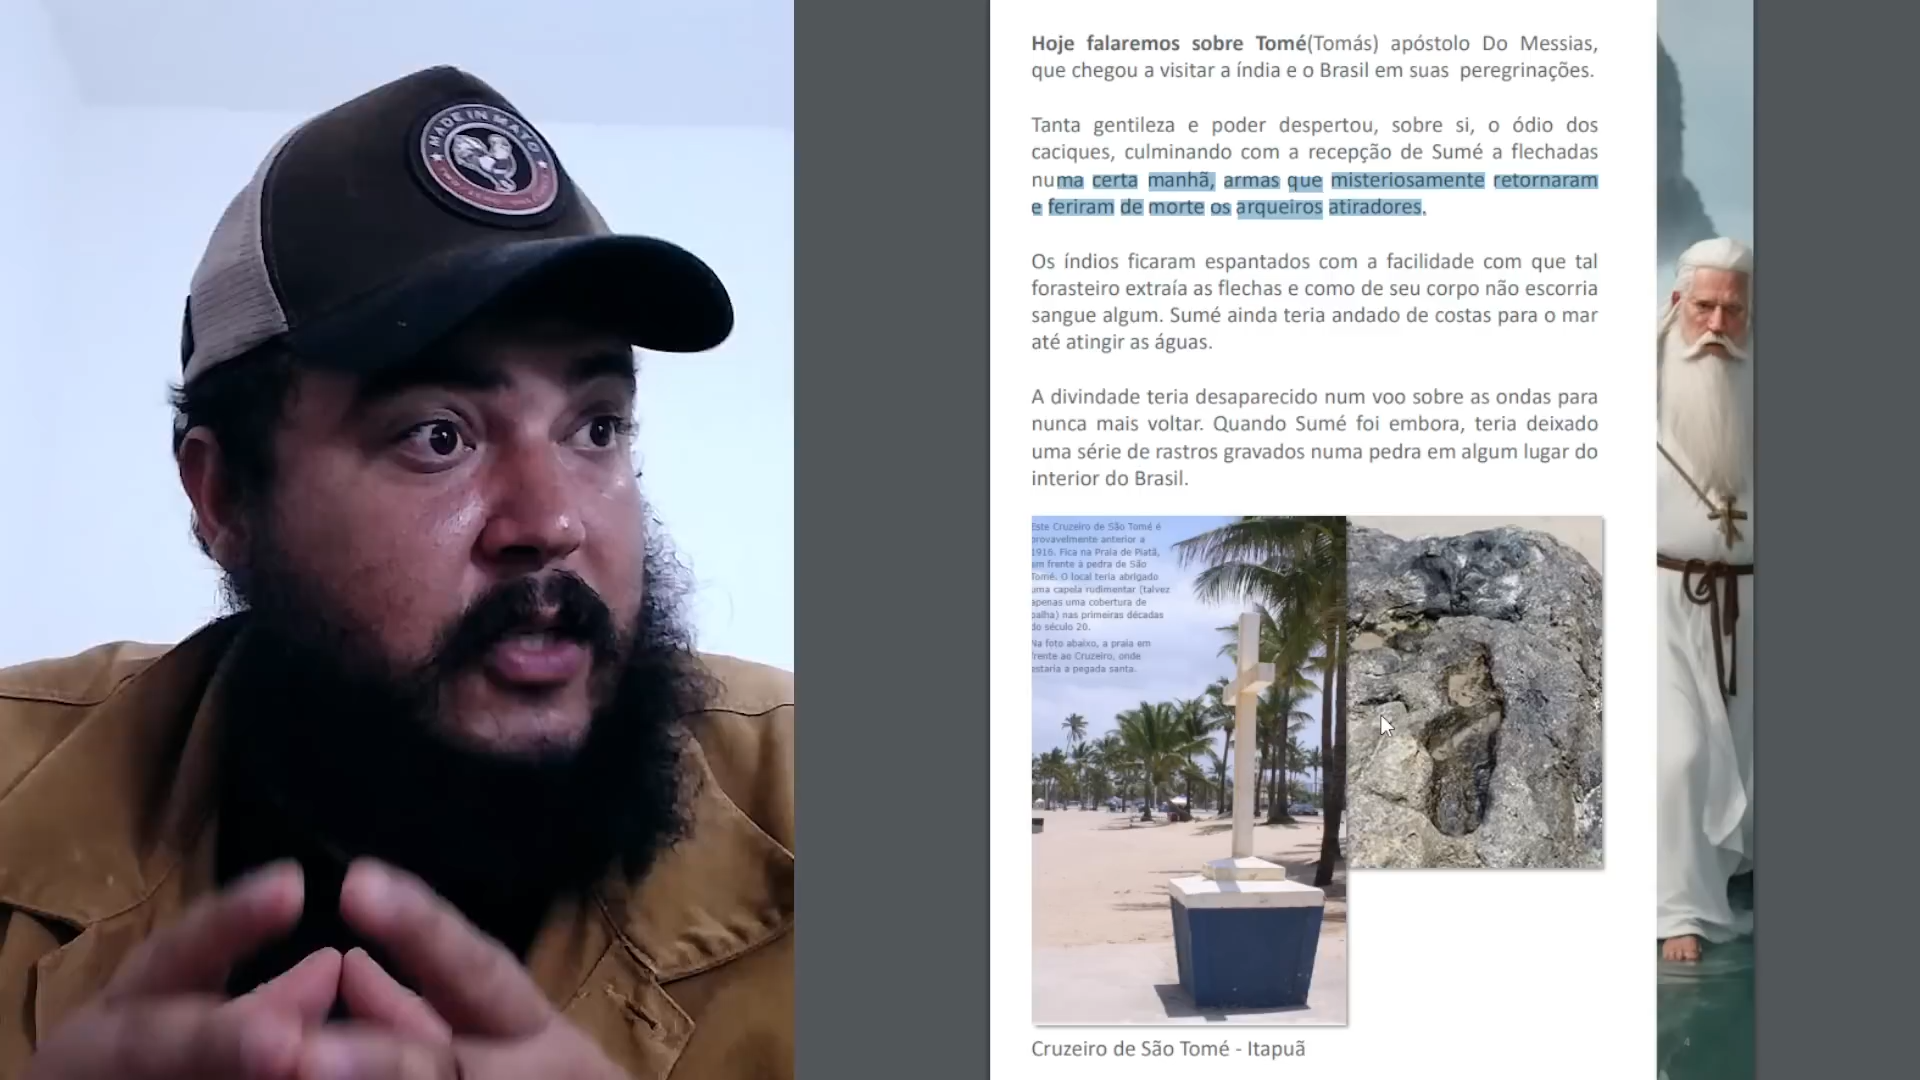 MADE IN MATO
Hoje falaremos sobre Tomé(Tomás) apóstolo Do Messias,
que chegou a visitar a índia e o Brasil em suas peregrinações.
Tanta gentileza e poder despertou, sobre si, o ódio dos
caciques, culminando com a recepção de Sumé a flechadas
numa certa manhã, armas que misteriosamente retornaram
e feriram de morte os arqueiros atiradores.
Os índios ficaram espantados com a facilidade com que tal
forasteiro extraía as flechas e como de seu corpo não escorria
sangue algum. Sumé ainda teria andado de costas para o mar
até atingir as águas.
A divindade teria desaparecido num voo sobre as ondas para
nunca mais voltar. Quando Sumé foi embora, teria deixado
uma série de rastros gravados numa pedra em algum lugar do
interior do Brasil.
Este Cruzeiro de São Tomé é
provavelmente anterior a
1916. Fica na Praia de Piatã,
em frente à pedra de São
Tomé. O local teria abrigado
uma capela rudimentar (talvez
apenas uma cobertura de
palha) nas primeiras décadas
do século 20.
Na foto abaixo, a praia em
frente ao Cruzeiro, onde
estaria a pegada santa.
Cruzeiro de São Tomé - Itapuã
4